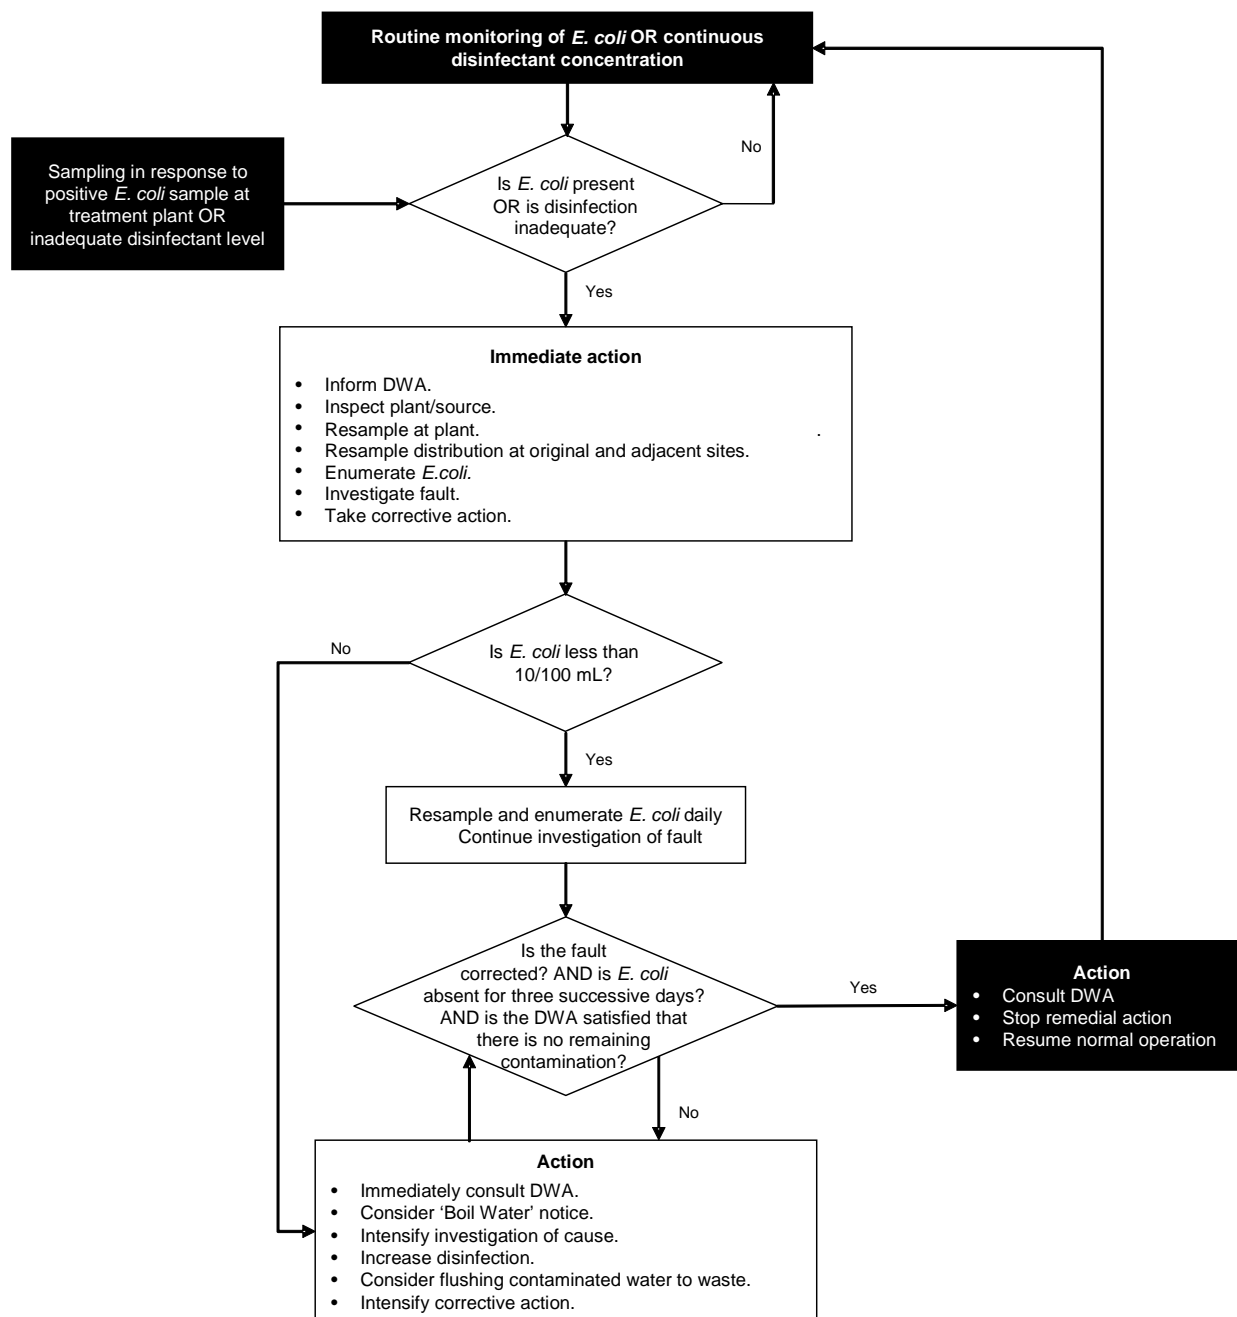 Routine monitoring of E. coli OR continuous
disinfectant concentration
No
Sampling in response to
positive E. coli sample at
treatment plant OR
inadequate disinfectant level
Is E. coli present
OR is disinfection
inadequate?
Yes
Immediate action
• Inform DWA.
• Inspect plant/source.
• Resample at plant. .
• Resample distribution at original and adjacent sites.
• Enumerate E.coli.
• Investigate fault.
• Take corrective action.
No
Is E. coli less than
10/100 mL?
Yes
Resample and enumerate E. coli daily
Continue investigation of fault
Is the fault
corrected? AND is E. coli
absent for three successive days?
AND is the DWA satisfied that
there is no remaining
contamination?
Yes
Action
• Consult DWA
• Stop remedial action
• Resume normal operation
No
Action
• Immediately consult DWA.
• Consider ‘Boil Water’ notice.
• Intensify investigation of cause.
• Increase disinfection.
• Consider flushing contaminated water to waste.
• Intensify corrective action.